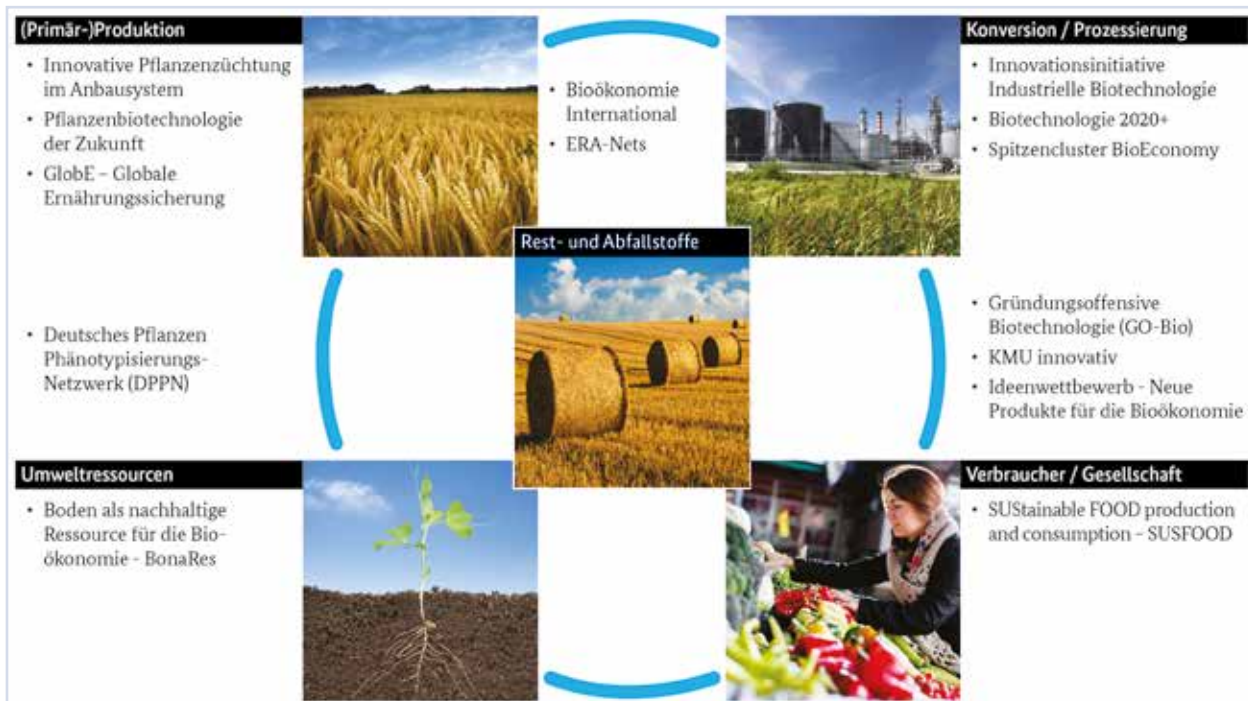 (Primär-)Produktion
• Innovative Pflanzenzüchtung
im Anbausystem
• Pflanzenbiotechnologie
der Zukunft
• GlobE – Globale
Ernährungssicherung
• Bioökonomie
International
• ERA-Nets
Konversion / Prozessierung
• Innovationsinitiative
Industrielle Biotechnologie
• Biotechnologie 2020+
• Spitzencluster BioEconomy
Rest- und Abfallstoffe
• Deutsches Pflanzen
Phänotypisierungs-
Netzwerk (DPPN)
• Gründungsoffensive
Biotechnologie (GO-Bio)
• KMU innovativ
• Ideenwettbewerb - Neue
Produkte für die Bioökonomie
Umweltressourcen
• Boden als nachhaltige
Ressource für die Bio-
ökonomie - BonaRes
Verbraucher / Gesellschaft
• SUStainable FOOD production
and consumption – SUSFOOD